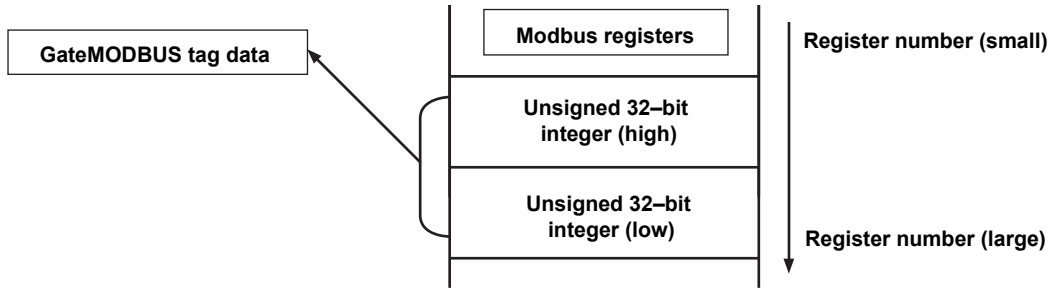 Modbus registers
GateMODBUS tag data
Register number (small)
Unsigned 32–bit
integer (high)
Unsigned 32–bit
integer (low)
Register number (large)